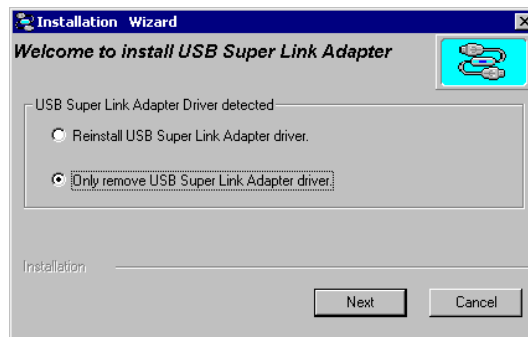 Installation Wizard
Welcome to install USB Super Link Adapter
USB Super Link Adapter Driver detected
Reinstall USB Super Link Adapter driver.
Only remove USB Super Link Adapter driver.
Installation
Next Cancel